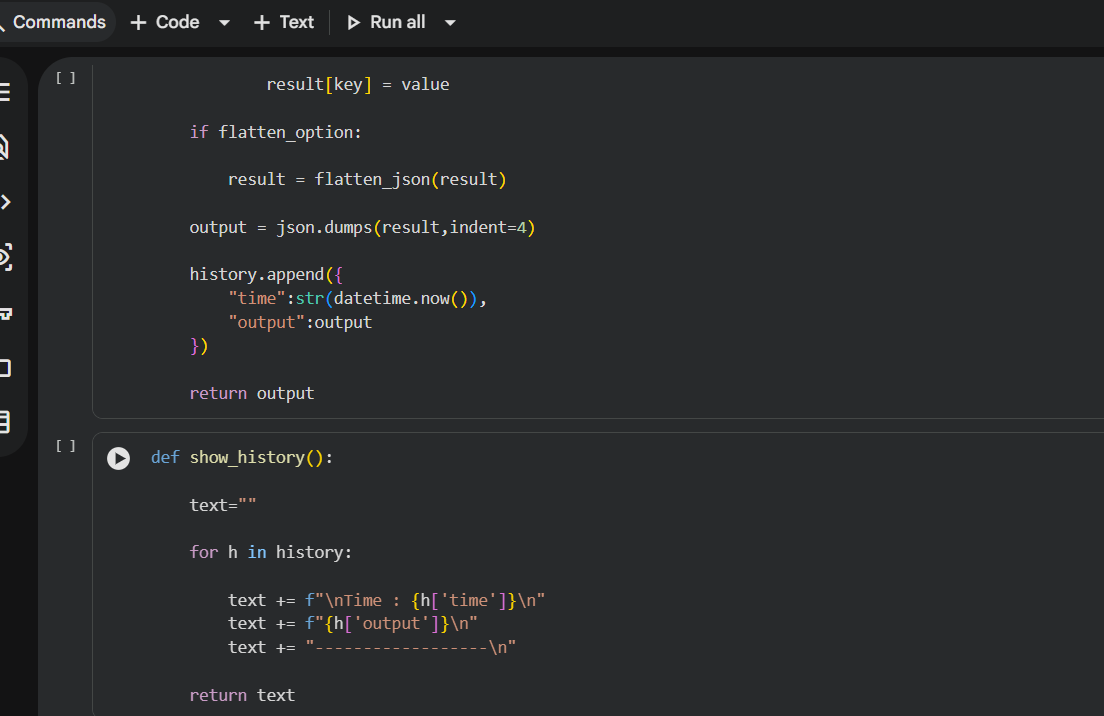 Commands + Code + Text Run all
[ ]
result[key] = value
if flatten_option:
result = flatten_json(result)
output = json.dumps(result,indent=4)
history.append({
"time":str(datetime.now()),
"output":output
})
return output
[ ]
def show_history():
text=""
for h in history:
text += f"\nTime : {h['time']}\n"
text += f"{h['output']}\n"
text += "------------------\n"
return text